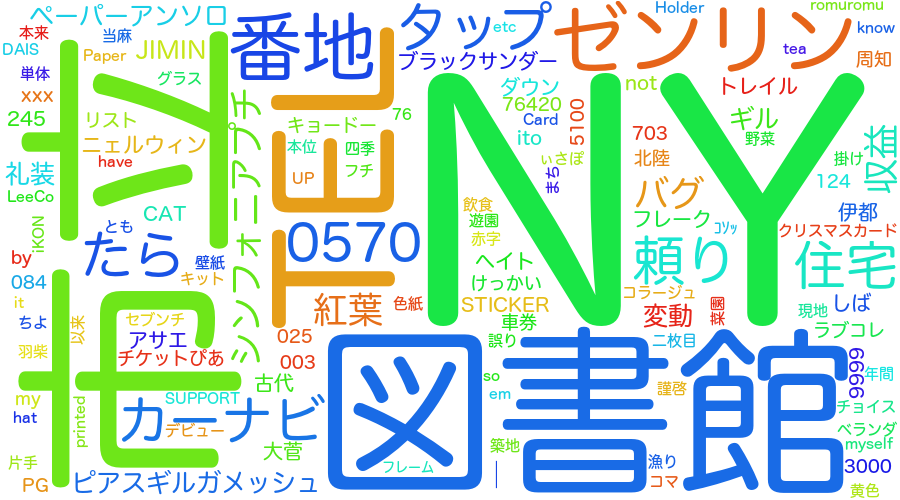 ペーパーアンソロ
本来
当麻
DAIS
Paper
JIMIN
単体
グラス
xxx
245
リスト
ニェルウィン
have
礼装
LeeCo
CAT
iKON
とも
たら
by
壁紙
084
キット
it
ちよ
以来
セブンチ
羽柴
アサエ
チケットぴあ
my
hat
printed
SUPPORT
カーナビ
デビュー
片手
PG
ピアスギルガメッシュ
サイ
世
番地
シンフォニアプチ
TEL
タップ
etc
ブラックサンダー
キョードー
76
本位
四季
UP
フチ
0570
紅葉
色紙
025
003
古代
大菅
図書館
フレーム
NY
ゼンリン
Holder
romuromu
know
tea
周知
ダウン
not
トレイル
76420
Card
5100
ito
703
ギル
野菜
ぃさぽ
まち
北陸
掛け
収益
飲食
遊園
赤字
バグ
フレーク
124
伊都
コソッ
クリスマスカード
ヘイト
けっかい
頼り
住宅
STICKER
コラージュ
変動
菜園
現地
しば
車券
誤り
二枚目
ラブコレ
so
em
謹啓
9999
年間
チョイス
ベランダ
築地
myself
漁り
コマ
3000
黄色